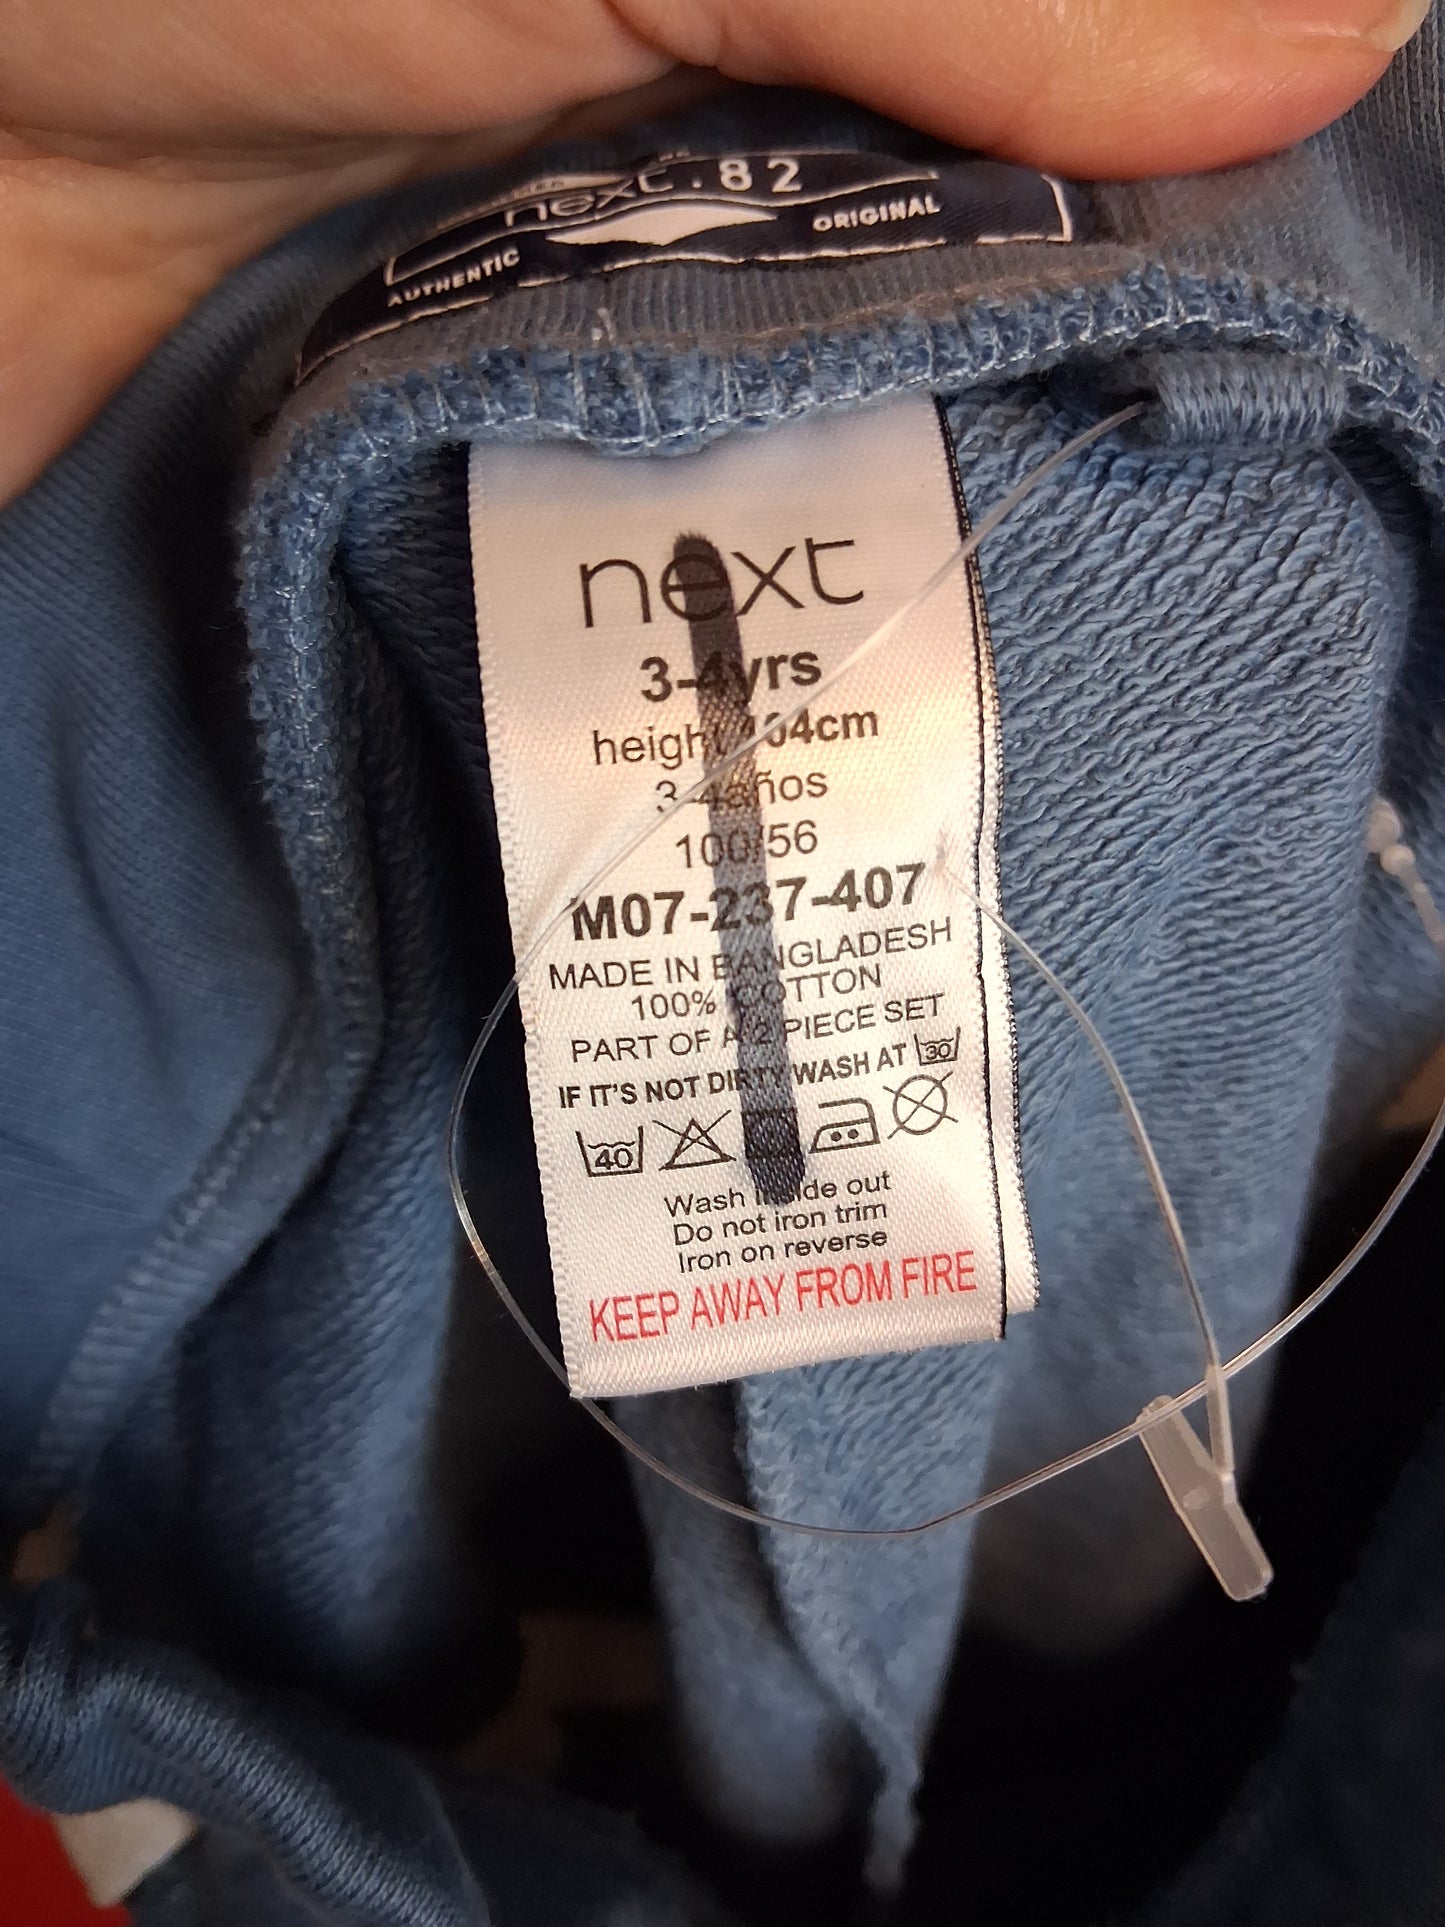 next.82
AUTHENTIC ORIGINAL
next
3-4yrs
height 104cm
3-4años
100/56
M07-237-407
MADE IN BANGLADESH
100% COTTON
PART OF A 2 PIECE SET
IF IT'S NOT DIRTY WASH AT 30
40
Wash inside out
Do not iron trim
Iron on reverse
KEEP AWAY FROM FIRE